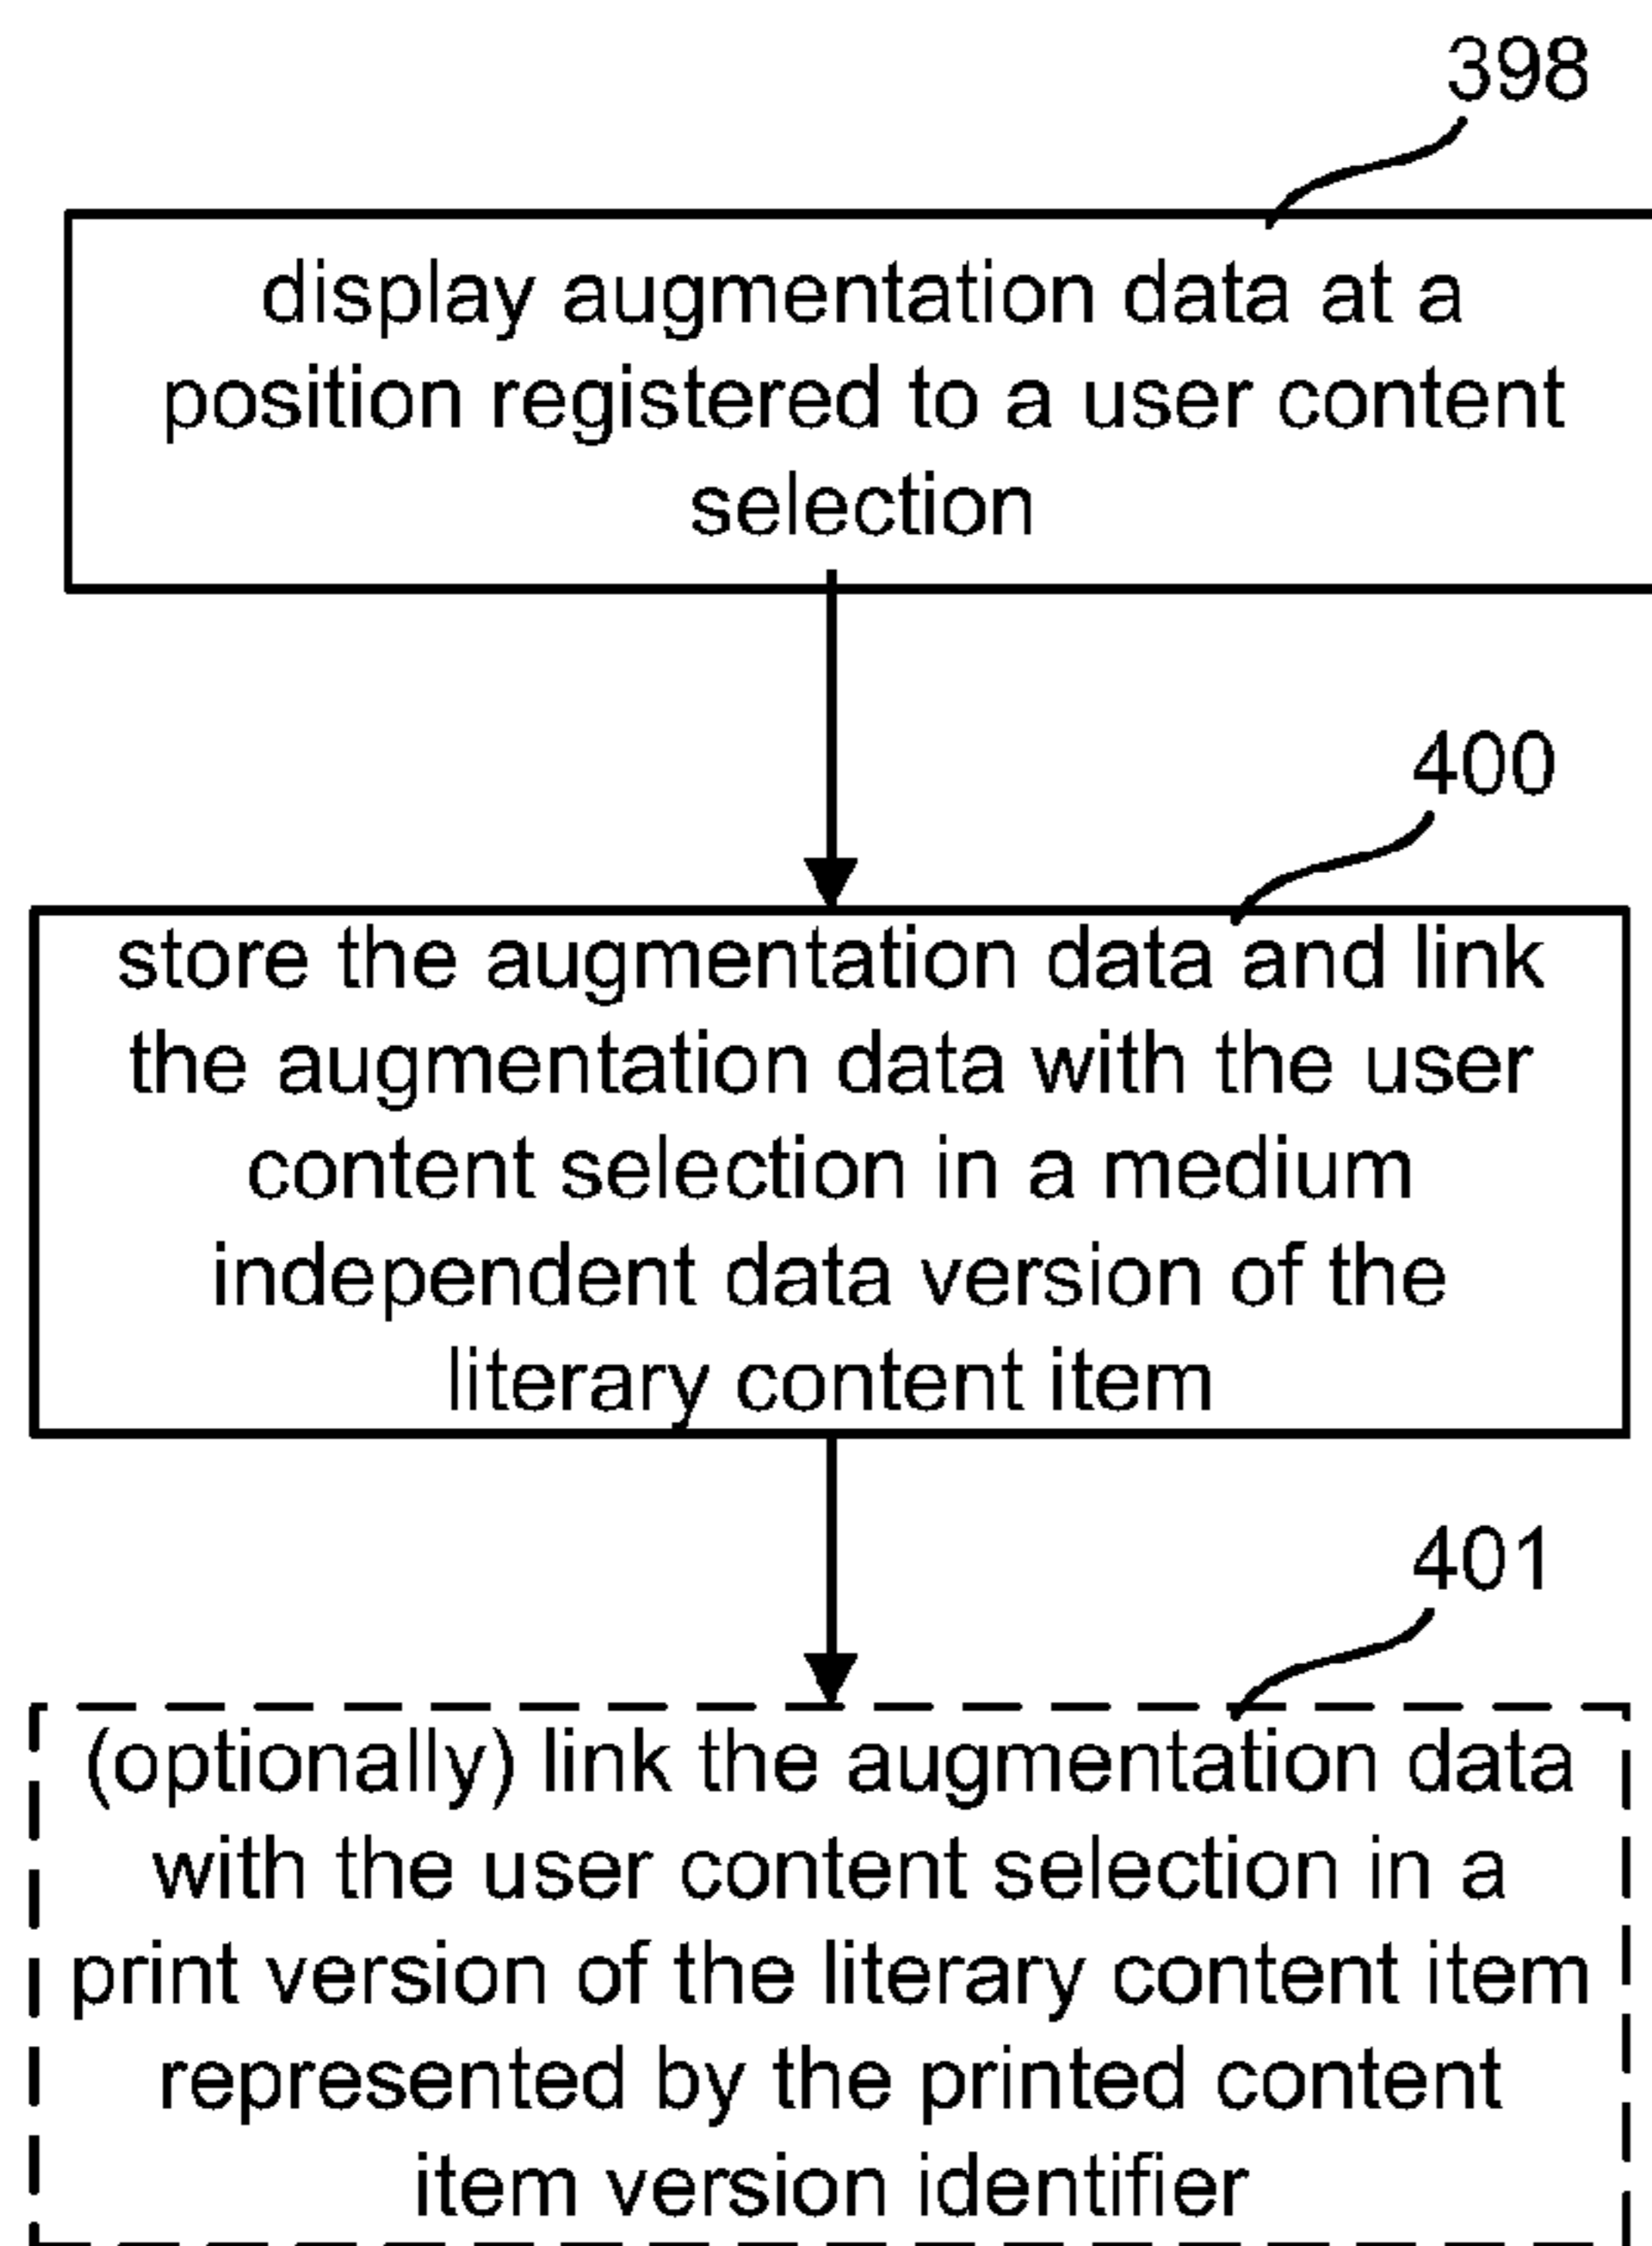 398
display augmentation data at a
position registered to a user content
selection
400
store the augmentation data and link
the augmentation data with the user
content selection in a medium
independent data version of the
literary content item
401
(optionally) link the augmentation data
with the user content selection in a
print version of the literary content item
represented by the printed content
item version identifier